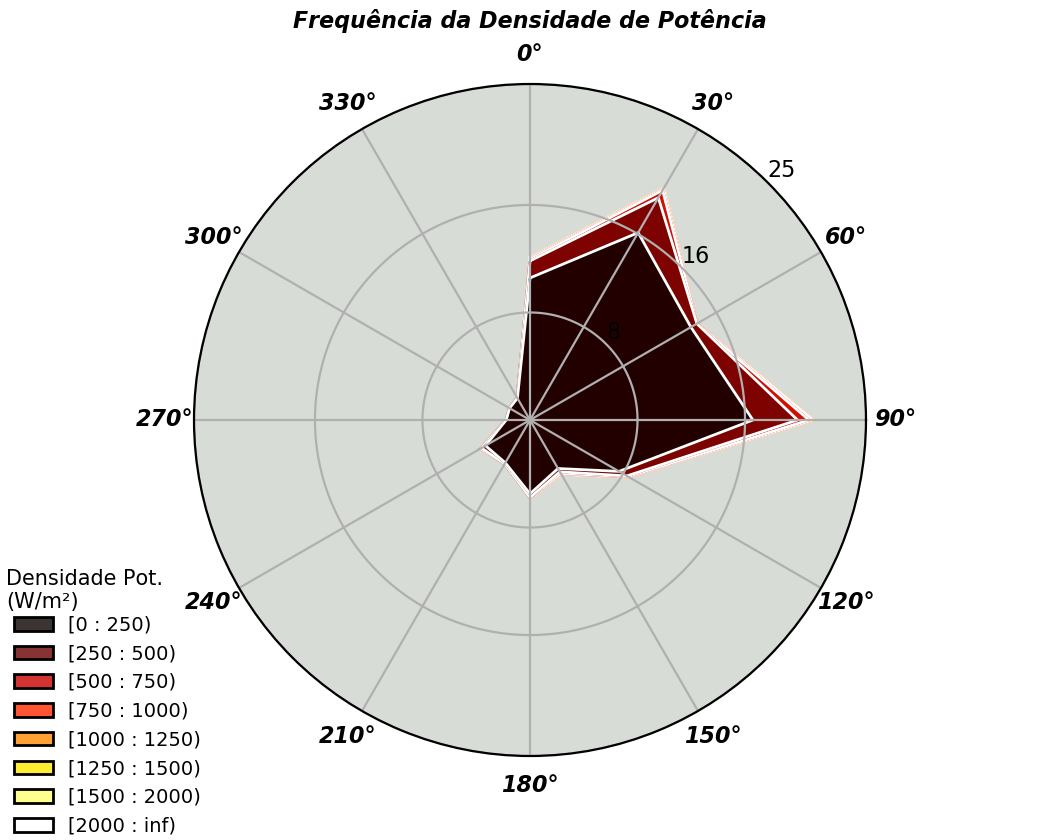 Frequência da Densidade de Potência
0°
330°
30°
25
300°
60°
16
8
270°
90°
240°
120°
210°
150°
180°
Densidade Pot.
(W/m²)
[0 : 250)
[250 : 500)
[500 : 750)
[750 : 1000)
[1000 : 1250)
[1250 : 1500)
[1500 : 2000)
[2000 : inf)